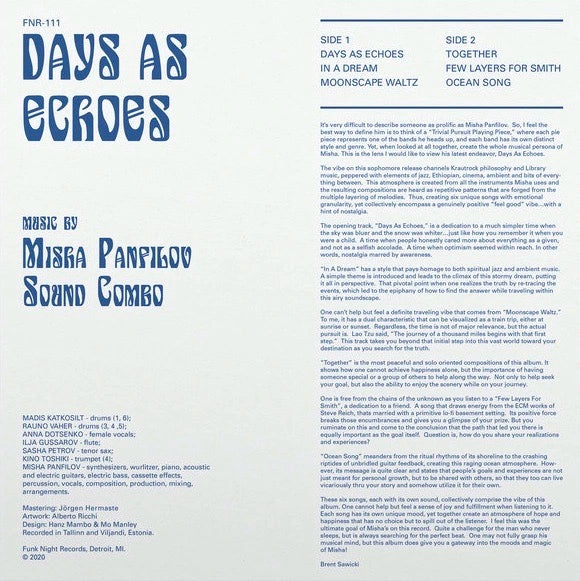 FNR-111
DAYS AS
ECHOES
MUSIC BY
MISHA PANFILOV
SOUND COMBO
MADIS KATKOSILT - drums (1, 6);
RAUNO VAHER - drums (3, 4 ,5);
ANNA DOTSENKO - female vocals;
ILJA GUSSAROV - flute;
SASHA PETROV - tenor sax;
KINO TOSHIKI - trumpet (4);
MISHA PANFILOV - synthesizers, wurlitzer, piano, acoustic
and electric guitars, electric bass, cassette effects,
percussion, vocals, composition, production, mixing,
arrangements.
Mastering: Jörgen Hermaste
Artwork: Alberto Ricchi
Design: Hanz Mambo & Mo Manley
Recorded in Tallinn and Viljandi, Estonia.
Funk Night Records, Detroit, MI.
© 2020
SIDE 1
DAYS AS ECHOES
IN A DREAM
MOONSCAPE WALTZ
SIDE 2
TOGETHER
FEW LAYERS FOR SMITH
OCEAN SONG
It's very difficult to describe someone as prolific as Misha Panfilov. So, I feel the
best way to define him is to think of a "Trivial Pursuit Playing Piece," where each pie
piece represents one of the bands he heads up, and each band has its own distinct
style and genre. Yet, when looked at all together, create the whole musical persona of
Misha. This is the lens I would like to view his latest endeavor, Days As Echoes.
The vibe on this sophomore release channels Krautrock philosophy and Library
music, peppered with elements of jazz, Ethiopian, cinema, ambient and bits of every-
thing between. This atmosphere is created from all the instruments Misha uses and
the resulting compositions are heard as repetitive patterns that are forged from the
multiple layering of melodies. Thus, creating six unique songs with emotional
granularity, yet collectively encompass a genuinely positive "feel good" vibe...with a
hint of nostalgia.
The opening track, "Days As Echoes," is a dedication to a much simpler time when
the sky was bluer and the snow was whiter...just like how you remember it when you
were a child. A time when people honestly cared more about everything as a given,
and not as a selfish accolade. A time when optimism seemed within reach. In other
words, nostalgia marred by awareness.
"In A Dream" has a style that pays homage to both spiritual jazz and ambient music.
A simple theme is introduced and leads to the climax of this stormy dream, putting
it all in perspective. That pivotal point when one realizes the truth by re-tracing the
events, which led to the epiphany of how to find the answer while traveling within
this airy soundscape.
One can't help but feel a definite traveling vibe that comes from "Moonscape Waltz."
To me, it has a dual characteristic that can be visualized as a train trip, either at
sunrise or sunset. Regardless, the time is not of major relevance, but the actual
pursuit is. Lao Tzu said, "The journey of a thousand miles begins with that first
step." This track takes you beyond that initial step into this vast world toward your
destination as you search for the truth.
"Together" is the most peaceful and solo oriented compositions of this album. It
shows how one cannot achieve happiness alone, but the importance of having
someone special or a group of others to help along the way. Not only to help seek
your goal, but also the ability to enjoy the scenery while on your journey.
One is free from the chains of the unknown as you listen to a "Few Layers For
Smith", a dedication to a friend. A song that draws energy from the ECM works of
Steve Reich, thats married with a primitive lo-fi basement setting. Its positive force
breaks those encumbrances and gives you a glimpse of your prize. But you
ruminate on this and come to the conclusion that the path that led you there is
equally important as the goal itself. Question is, how do you share your realizations
and experiences?
"Ocean Song" meanders from the ritual rhythms of its shoreline to the crashing
riptides of unbridled guitar feedback, creating this raging ocean atmosphere. How-
ever, its message is quite clear and states that people's goals and experiences are not
just meant for personal growth, but to be shared with others, so that they too can live
vicariously thru your story and somehow utilize it for their own.
These six songs, each with its own sound, collectively comprise the vibe of this
album. One cannot help but feel a sense of joy and fulfillment when listening to it.
Each song has its own unique mood, yet together create an atmosphere of hope and
happiness that has no choice but to spill out of the listener. I feel this was the
ultimate goal of Misha's on this record. Quite a challenge for the man who never
sleeps, but is always searching for the perfect beat. One may not fully grasp his
musical mind, but this album does give you a gateway into the moods and magic
of Misha!
Brent Sawicki